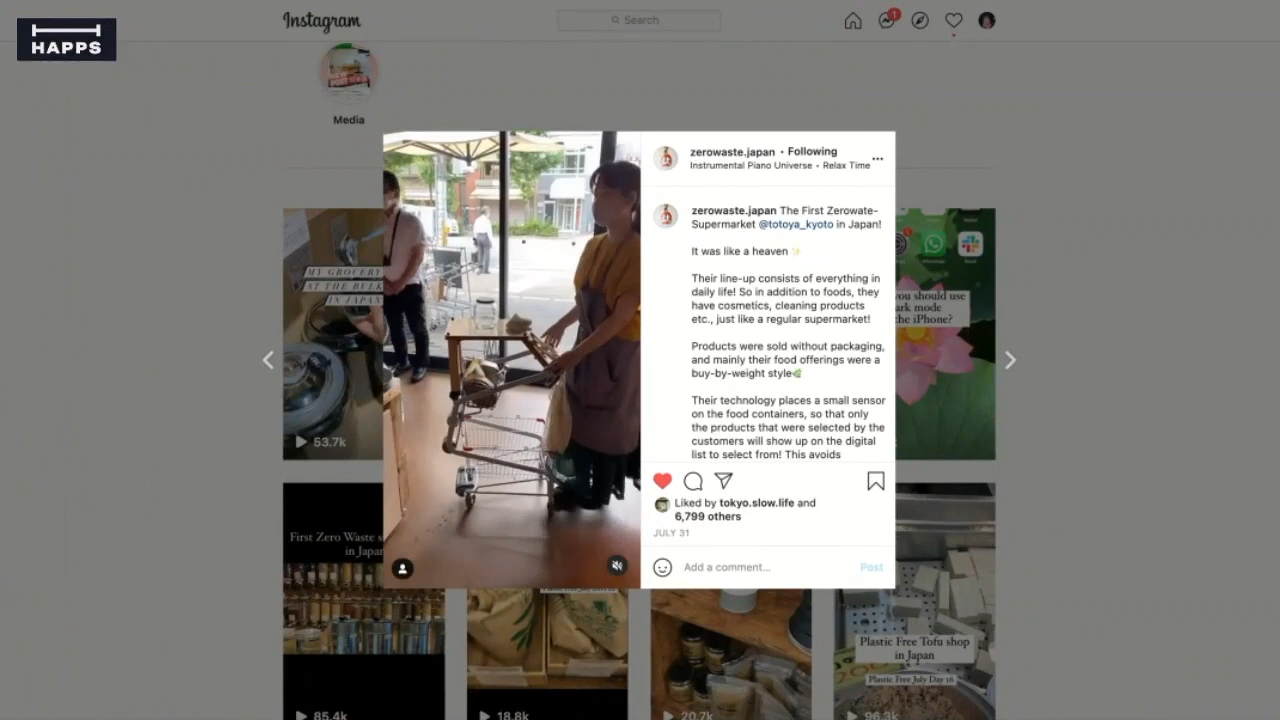 HAPPS
Instagram
Search
1
Media
zerowaste.japan • Following
Instrumental Piano Universe • Relax Time
zerowaste.japan The First Zerowate-
Supermarket @totoya_kyoto in Japan!
It was like a heaven ✨
Their line-up consists of everything in
daily life! So in addition to foods, they
have cosmetics, cleaning products
etc., just like a regular supermarket!
Products were sold without packaging,
and mainly their food offerings were a
buy-by-weight style🌿
Their technology places a small sensor
on the food containers, so that only
the products that were selected by the
customers will show up on the digital
list to select from! This avoids
Liked by tokyo.slow.life and
6,799 others
JULY 31
Add a comment...
Post
MY GROCERY
AT THE BULK
IN JAPAN
53.7k
WhatsApp
Slack
you should use
ark mode
the iPhone?
First Zero Waste s
in Japan
85.4k
18.8k
20.7k
Plastic Free Tofu shop
in Japan
Plastic Free July Day 16
96.3k